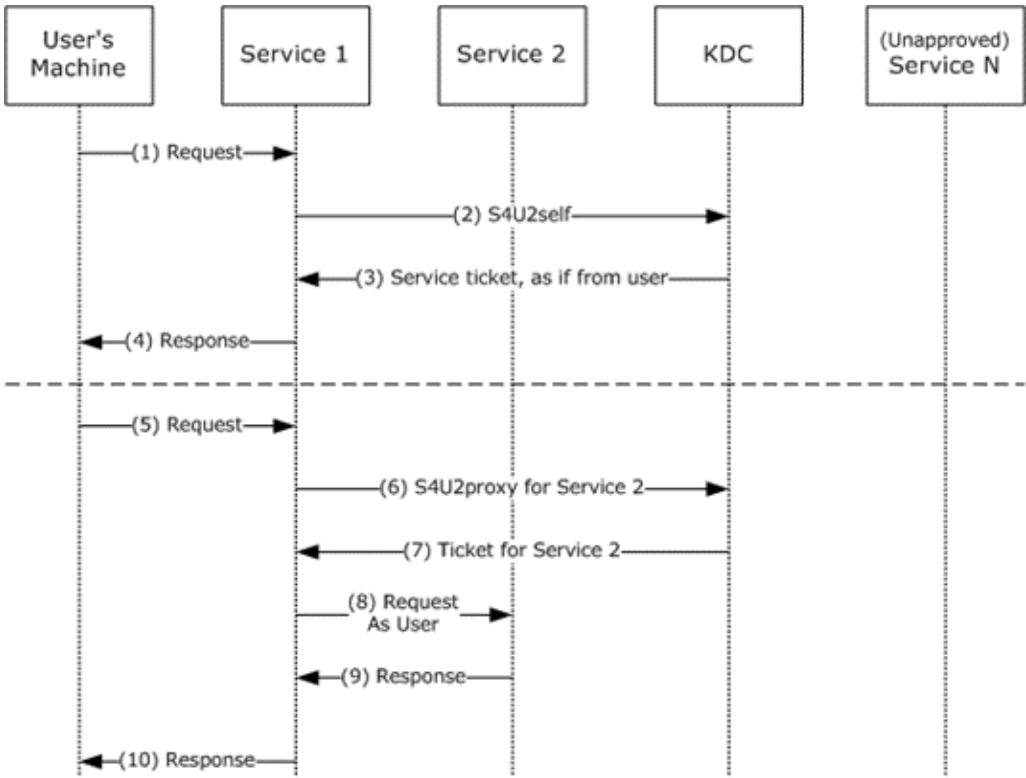 User's
Machine
Service 1
Service 2
KDC
(Unapproved)
Service N
(1) Request
(2) S4U2self
(3) Service ticket, as if from user
(4) Response
(5) Request
(6) S4U2proxy for Service 2
(7) Ticket for Service 2
(8) Request
As User
(9) Response
(10) Response